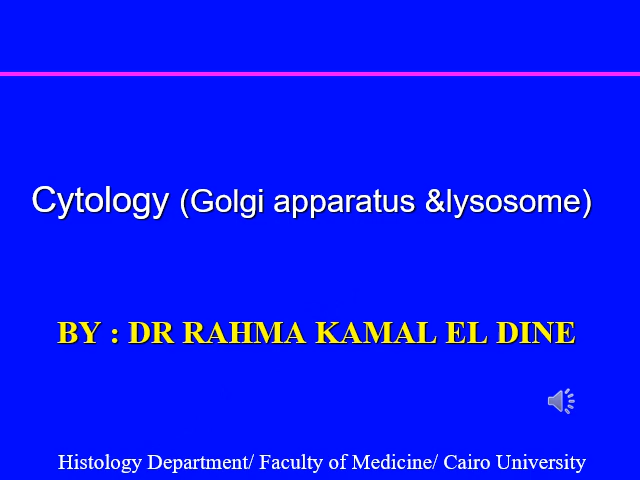 Cytology (Golgi apparatus &lysosome)
BY : DR RAHMA KAMAL EL DINE
Histology Department/ Faculty of Medicine/ Cairo University